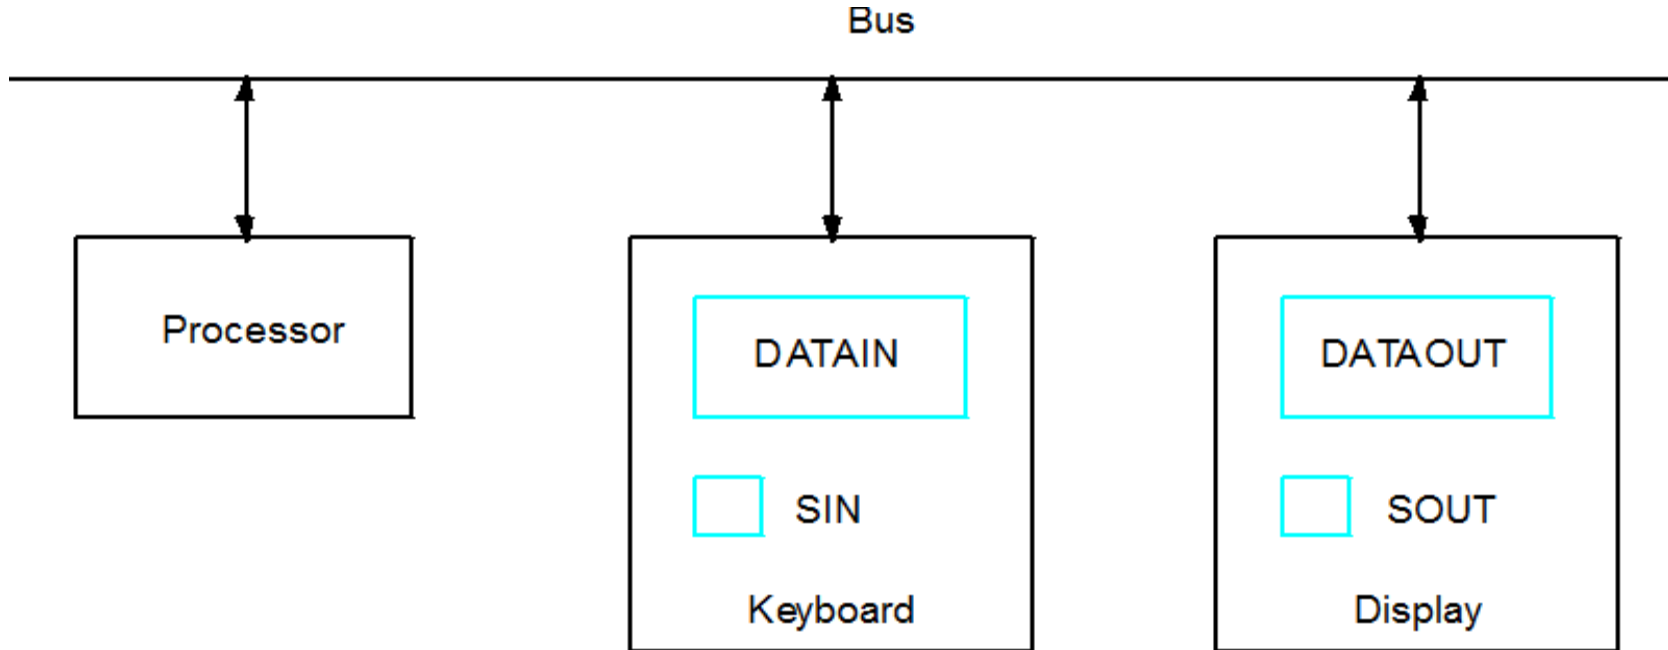 Bus
Processor
DATAIN
DATAOUT
SIN
SOUT
Keyboard
Display